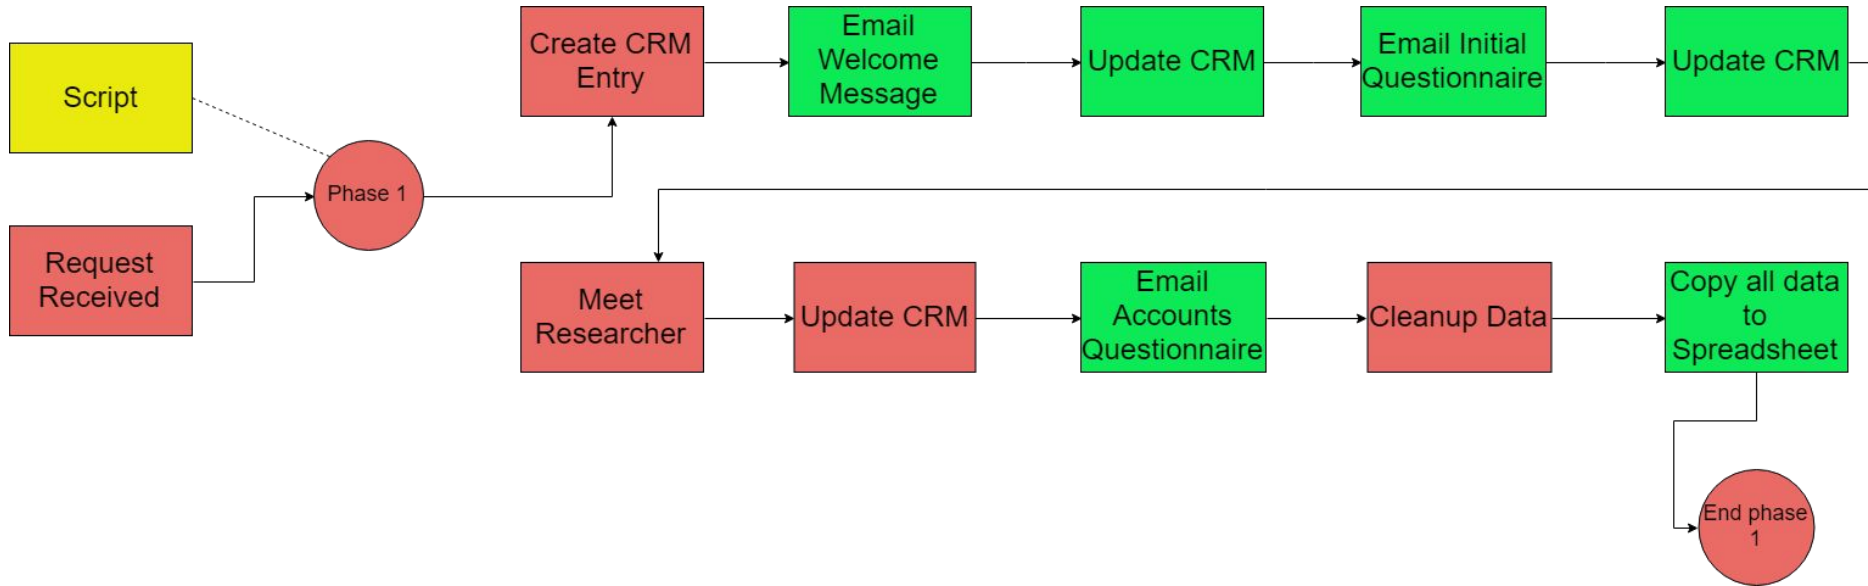 Script
Request
Received
Phase 1
Create CRM
Entry
Email
Welcome
Message
Update CRM
Email Initial
Questionnaire
Update CRM
Meet
Researcher
Update CRM
Email
Accounts
Questionnaire
Cleanup Data
Copy all data
to
Spreadsheet
End phase
1